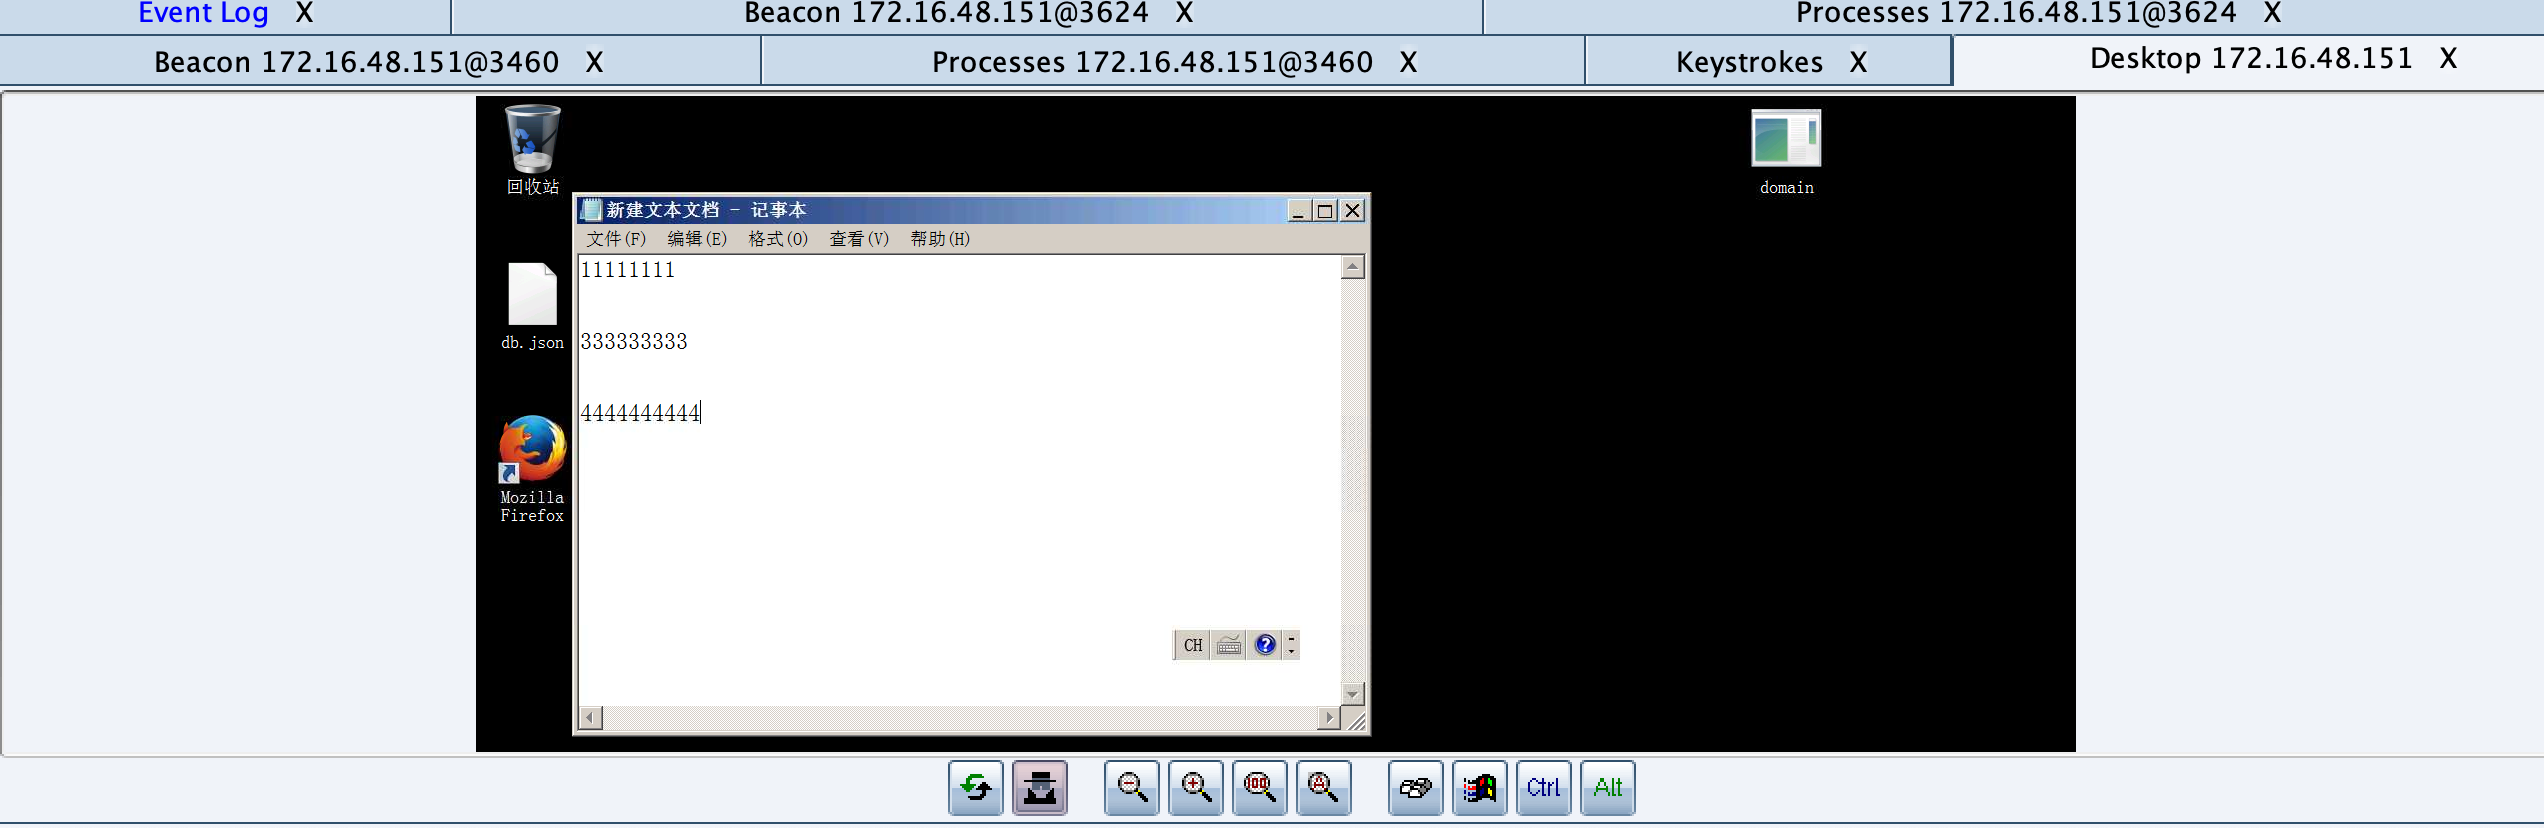 Event Log X Beacon 172.16.48.151@3624 X Processes 172.16.48.151@3624 X
Beacon 172.16.48.151@3460 X Processes 172.16.48.151@3460 X Keystrokes X Desktop 172.16.48.151 X
回收站
domain
新建文本文档 - 记事本
文件(F) 编辑(E) 格式(O) 查看(V) 帮助(H)
11111111
333333333
4444444444
db.json
Mozilla
Firefox
CH
100
A
Ctrl
Alt